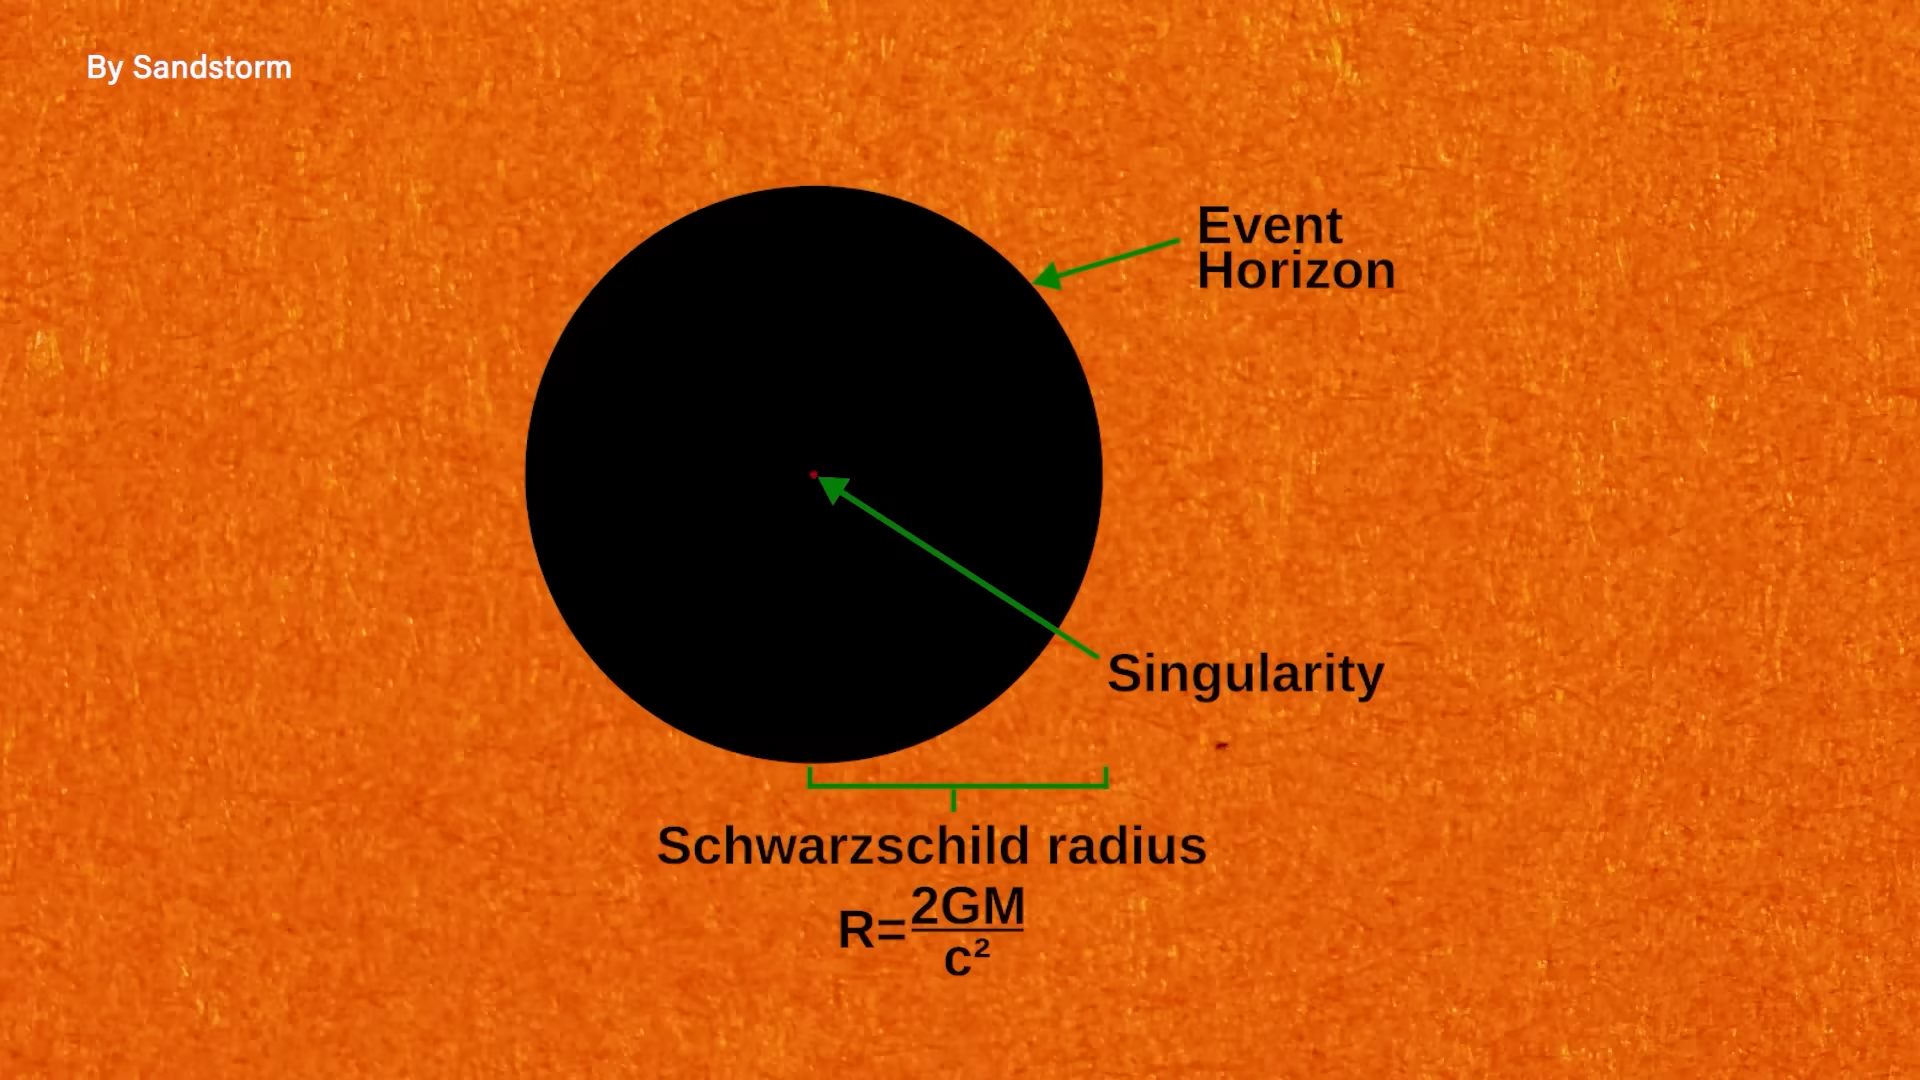 By Sandstorm
Event
Horizon
Singularity
Schwarzschild radius
R=2GM/c²